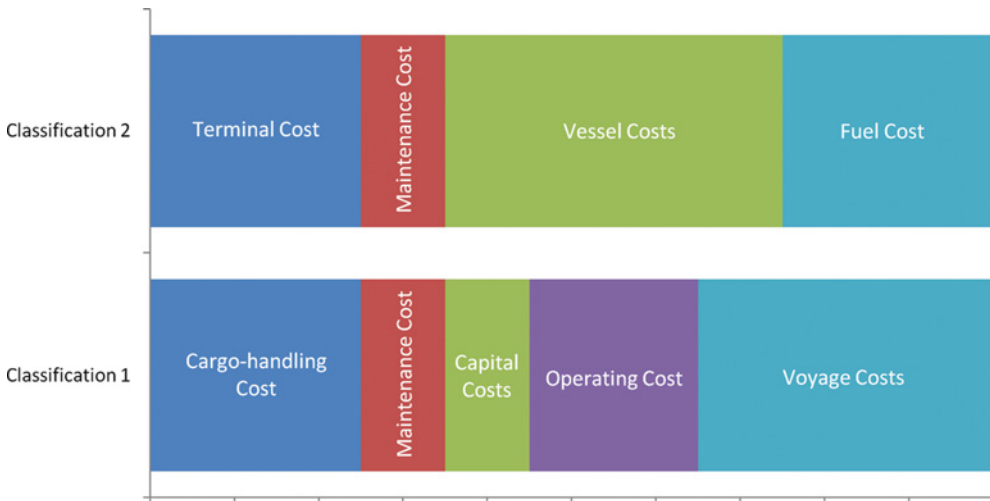 Classification 2
Terminal Cost
Maintenance Cost
Vessel Costs
Fuel Cost
Classification 1
Cargo-handling
Cost
Maintenance Cost
Capital
Costs
Operating Cost
Voyage Costs